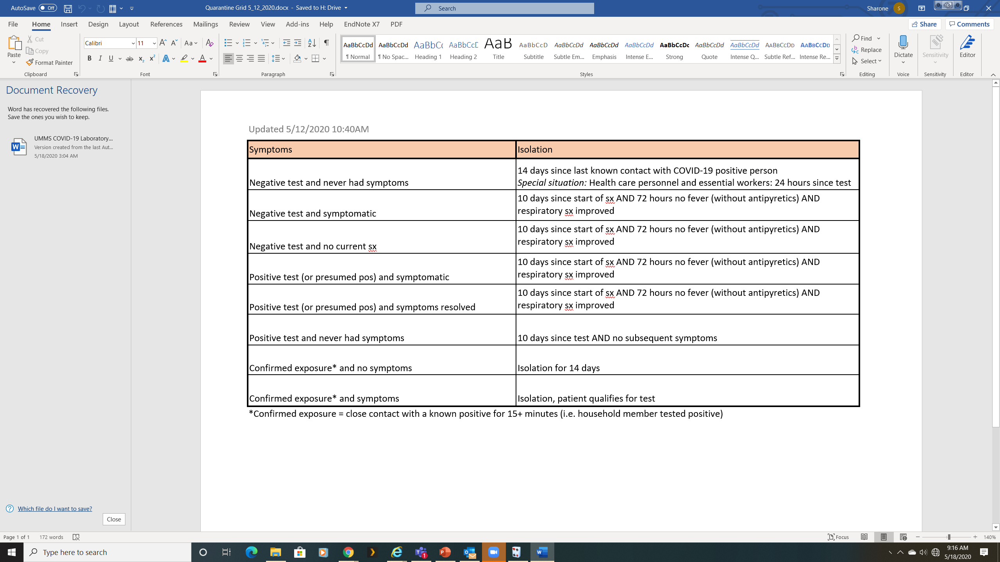 AutoSave Off
Quarantine Grid 5_12_2020.docx - Saved to H: Drive
Search
Sharone S
File Home Insert Design Layout References Mailings Review View Add-ins Help EndNote X7 PDF
Share Comments
Paste
Cut
Copy
Format Painter
Clipboard
Calibri 11
A A Aa A
B I U ab x2 x2 A A
Font
Paragraph
AaBbCcDd AaBbCcDd AaBbCc AaBbCcE AaB AaBbCcD AaBbCcDd AaBbCcDd AaBbCcDd AaBbCcDc AaBbCcDd AaBbCcDd AaBbCcDd AaBbCcDd
¶ Normal ¶ No Spac... Heading 1 Heading 2 Title Subtitle Subtle Em... Emphasis Intense E... Strong Quote Intense Q... Subtle Ref... Intense Re...
Styles
Find
Replace
Select
Editing
Dictate
Voice
Sensitivity
Sensitivity
Editor
Editor
Document Recovery
Word has recovered the following files.
Save the ones you wish to keep.
UMMS COVID-19 Laboratory...
Version created from the last Aut...
5/18/2020 3:04 AM
Which file do I want to save?
Close
Updated 5/12/2020 10:40AM
Symptoms Isolation
14 days since last known contact with COVID-19 positive person
Negative test and never had symptoms Special situation: Health care personnel and essential workers: 24 hours since test
10 days since start of sx AND 72 hours no fever (without antipyretics) AND
Negative test and symptomatic respiratory sx improved
10 days since start of sx AND 72 hours no fever (without antipyretics) AND
respiratory sx improved
Negative test and no current sx
10 days since start of sx AND 72 hours no fever (without antipyretics) AND
respiratory sx improved
Positive test (or presumed pos) and symptomatic
10 days since start of sx AND 72 hours no fever (without antipyretics) AND
respiratory sx improved
Positive test (or presumed pos) and symptoms resolved
Positive test and never had symptoms 10 days since test AND no subsequent symptoms
Confirmed exposure* and no symptoms Isolation for 14 days
Confirmed exposure* and symptoms Isolation, patient qualifies for test
*Confirmed exposure = close contact with a known positive for 15+ minutes (i.e. household member tested positive)
Page 1 of 1 172 words
Focus 140%
Type here to search
9:16 AM
5/18/2020